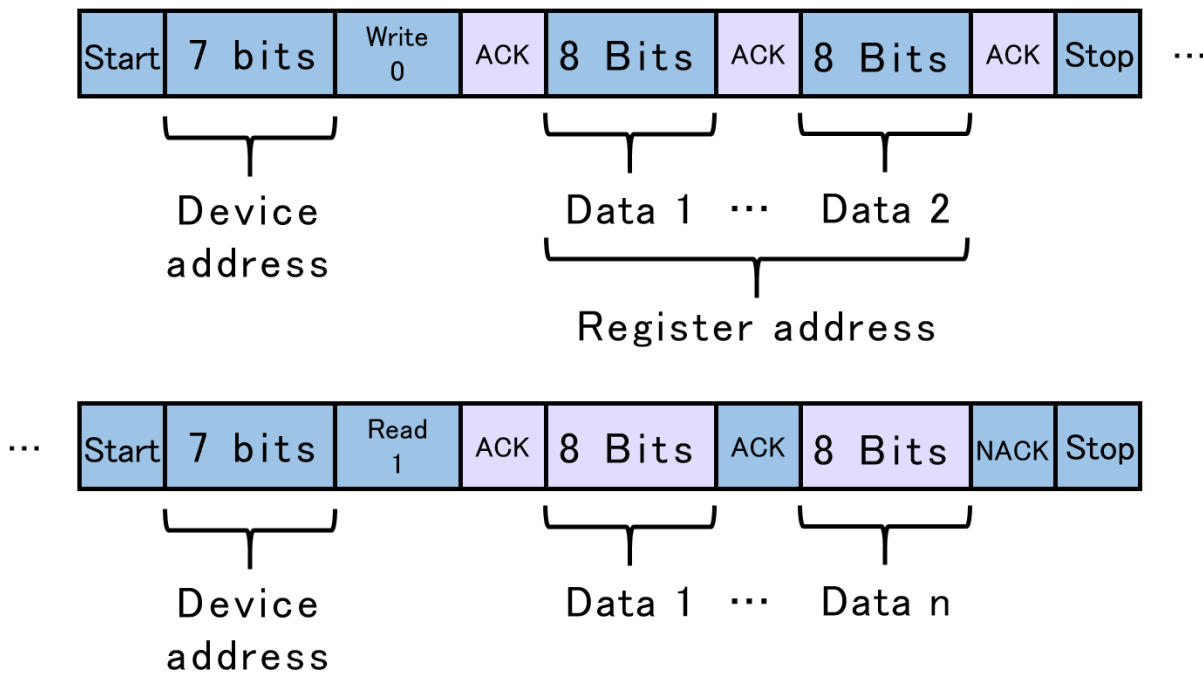 Start 7 bits Write 0 ACK 8 Bits ACK 8 Bits ACK Stop …
Device address
Data 1 … Data 2
Register address
… Start 7 bits Read 1 ACK 8 Bits ACK 8 Bits NACK Stop
Device address
Data 1 … Data n